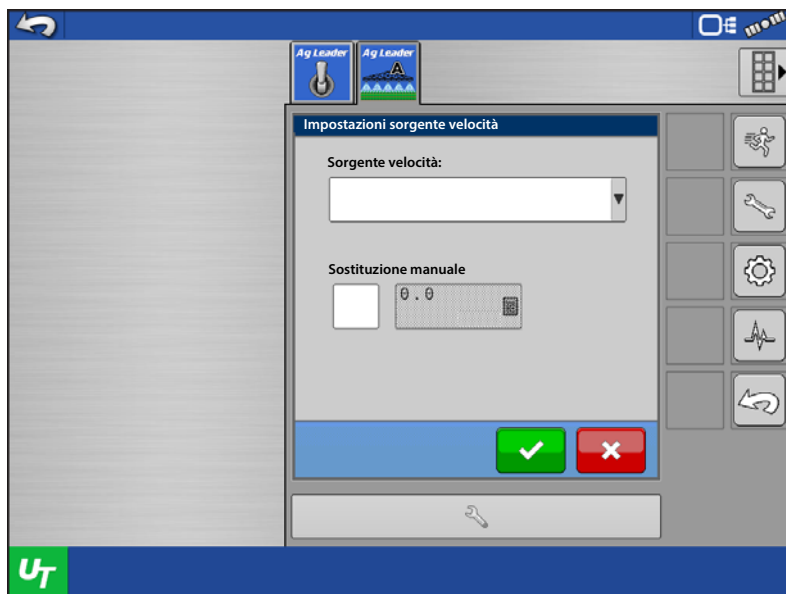 Ag Leader
Ag Leader
A
Impostazioni sorgente velocità
Sorgente velocità:
Sostituzione manuale
0.0
UT